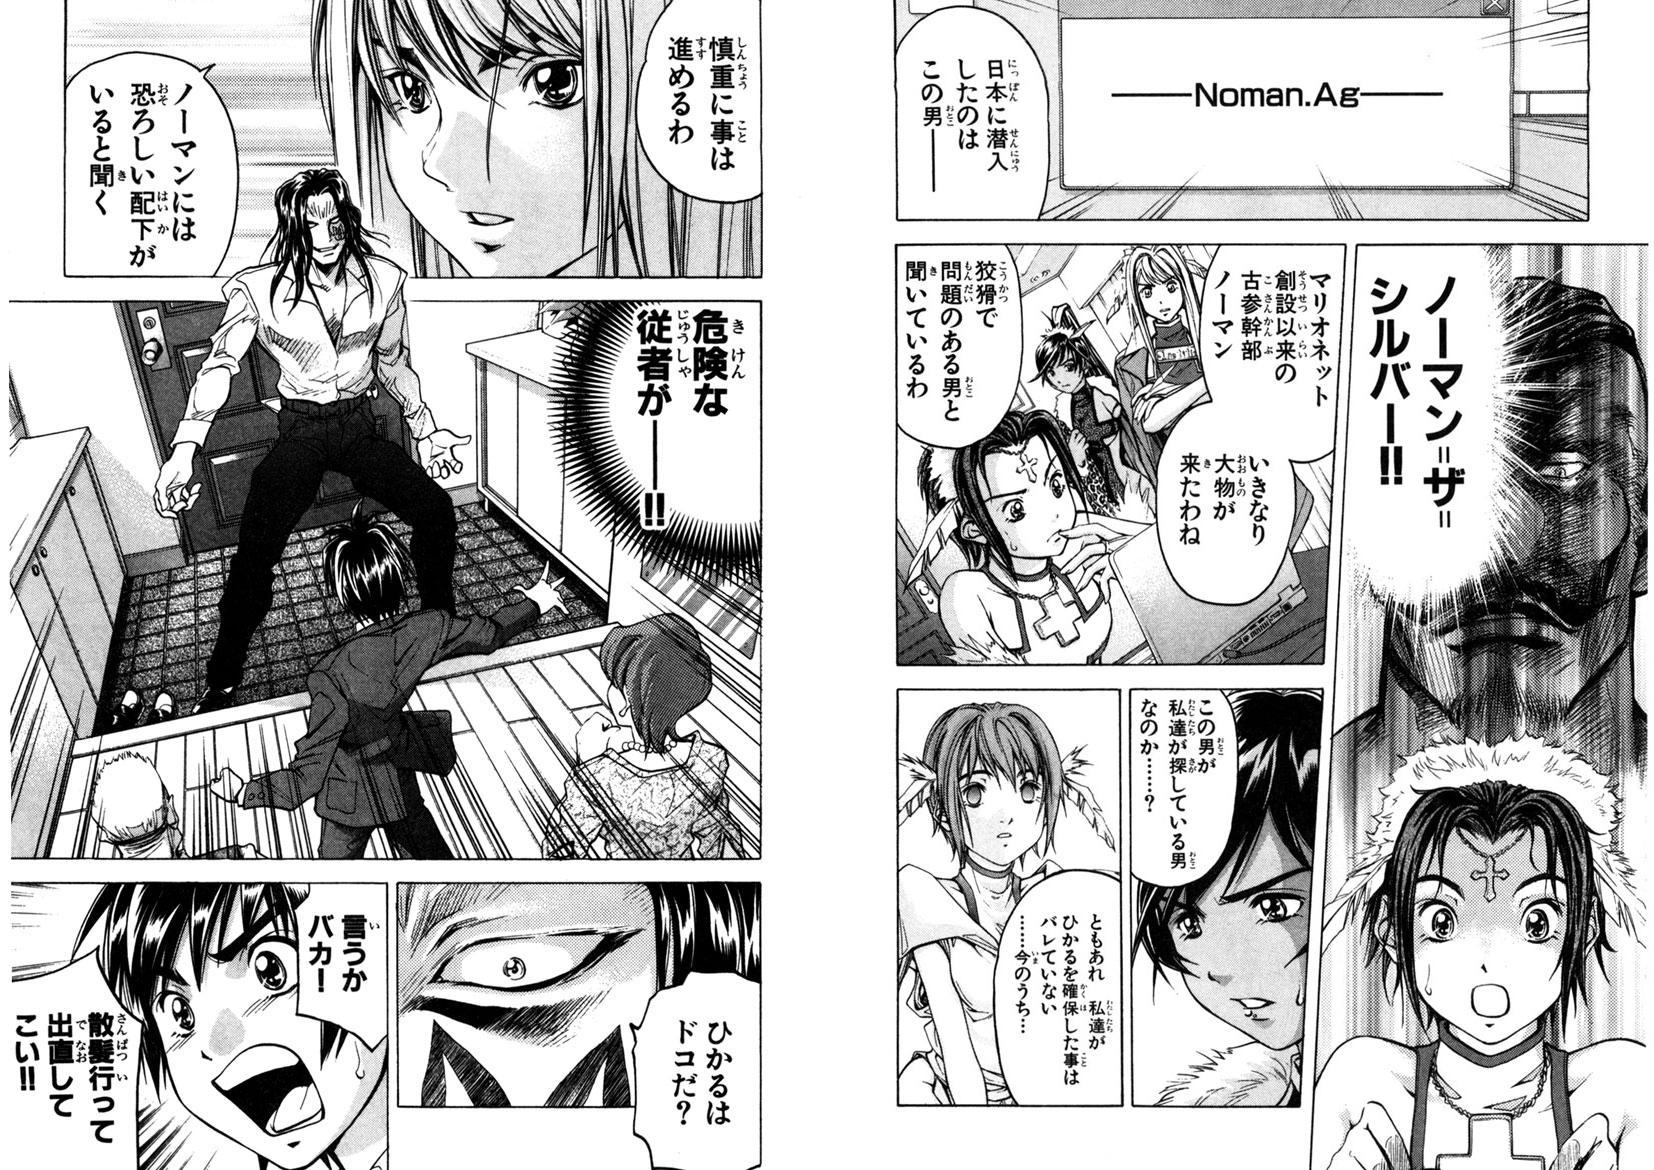 Noman.Ag
日本に潜入
したのは
この男――
ノーマン＝ザ＝
シルバー!!
マリオネット
創設以来の
古参幹部
ノーマン
いきなり
大物が
来たわね
狡猾で
問題のある男と
聞いているわ
この男が
私達が探している男
なのか……？
ともあれ 私達が
ひかるを確保した事は
バレていない
……今のうち…
慎重に事は
進めるわ
ノーマンには
恐ろしい配下が
いると聞く
危険な
従者が――!!
ひかるは
ドコだ？
言うか
バカー！
散髪行って
出直して
こい!!